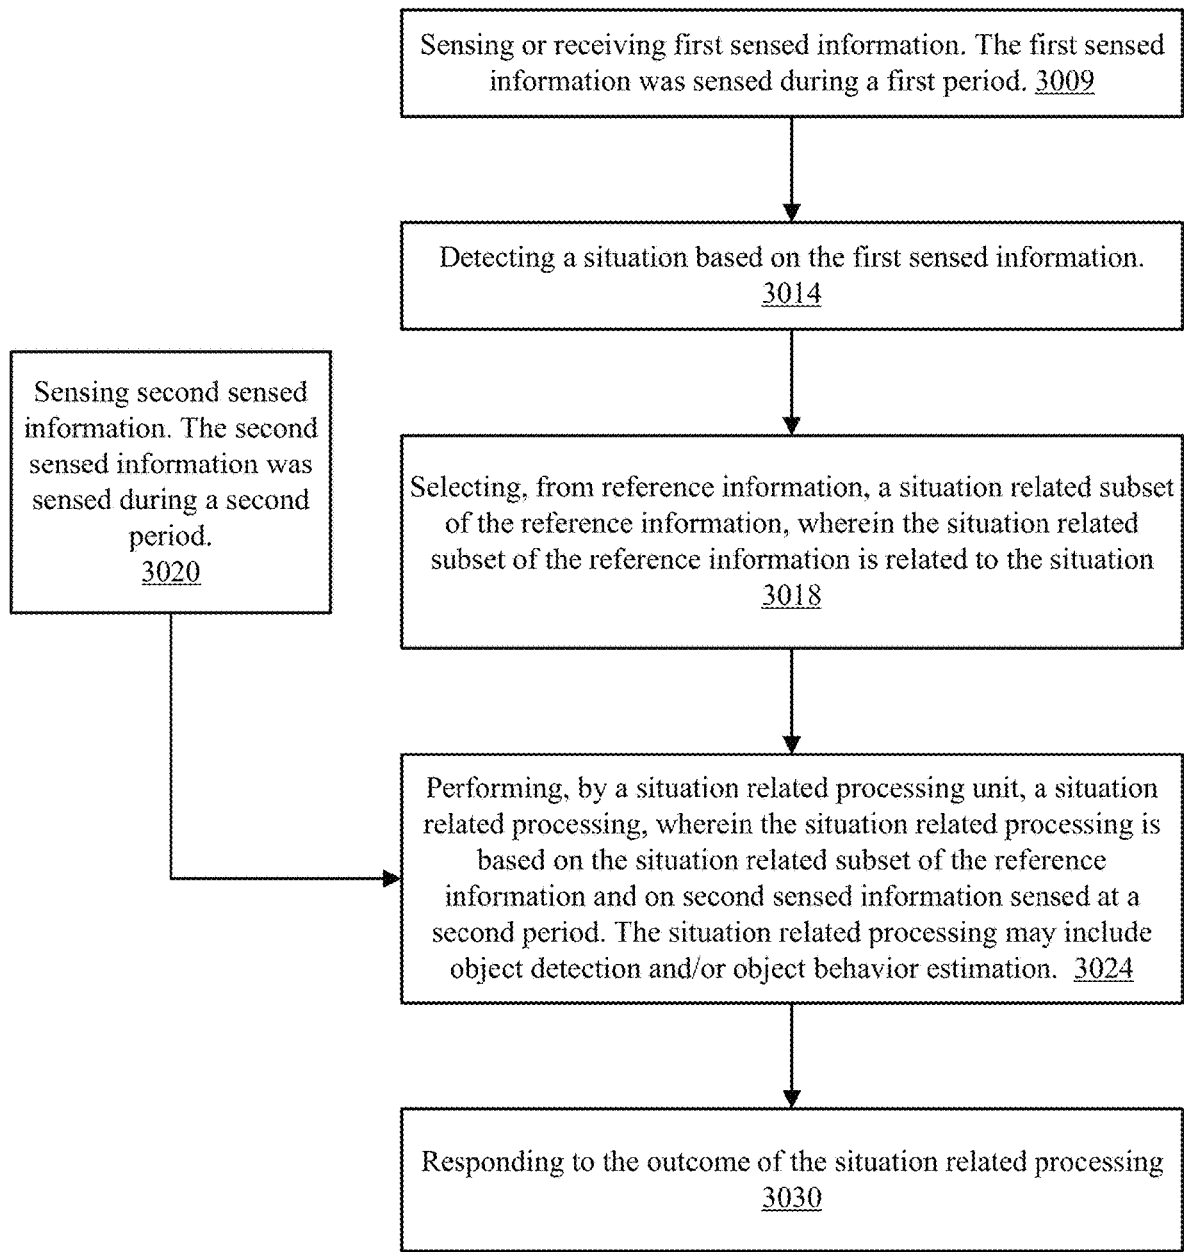 Sensing or receiving first sensed information. The first sensed
information was sensed during a first period. 3009
Detecting a situation based on the first sensed information.
3014
Sensing second sensed
information. The second
sensed information was
sensed during a second
period.
3020
Selecting, from reference information, a situation related subset
of the reference information, wherein the situation related
subset of the reference information is related to the situation
3018
Performing, by a situation related processing unit, a situation
related processing, wherein the situation related processing is
based on the situation related subset of the reference
information and on second sensed information sensed at a
second period. The situation related processing may include
object detection and/or object behavior estimation. 3024
Responding to the outcome of the situation related processing
3030